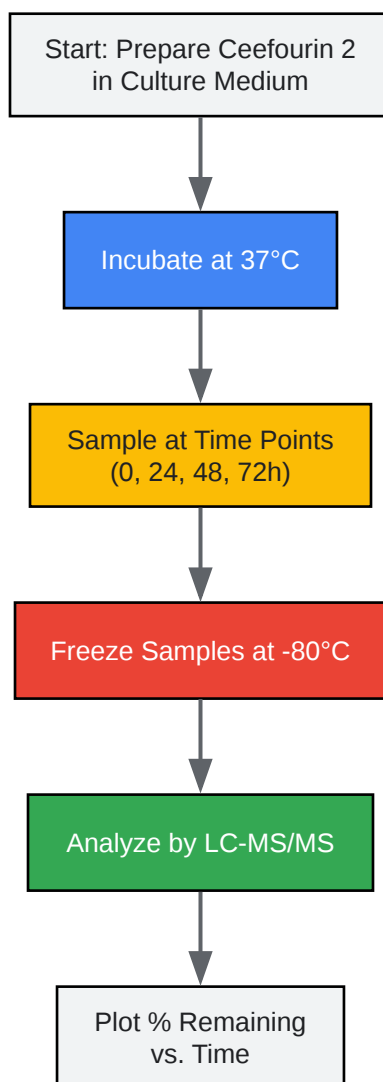 Start: Prepare Ceefourin 2
in Culture Medium
Incubate at 37°C
Sample at Time Points
(0, 24, 48, 72h)
Freeze Samples at -80°C
Analyze by LC-MS/MS
Plot % Remaining
vs. Time